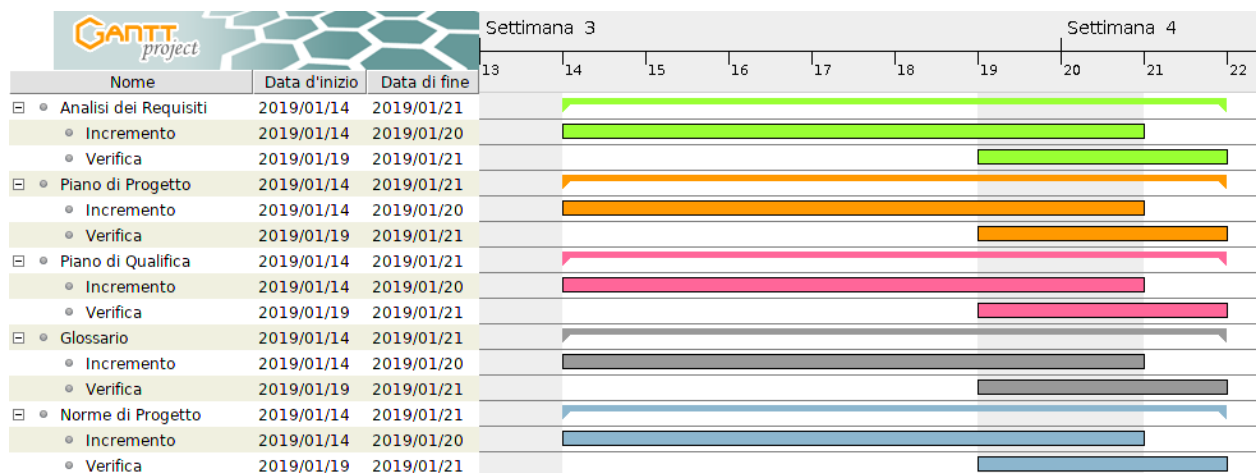 GANTT
project
Settimana 3 Settimana 4
13 14 15 16 17 18 19 20 21 22
Nome Data d'inizio Data di fine
Analisi dei Requisiti 2019/01/14 2019/01/21
Incremento 2019/01/14 2019/01/20
Verifica 2019/01/19 2019/01/21
Piano di Progetto 2019/01/14 2019/01/21
Incremento 2019/01/14 2019/01/20
Verifica 2019/01/19 2019/01/21
Piano di Qualifica 2019/01/14 2019/01/21
Incremento 2019/01/14 2019/01/20
Verifica 2019/01/19 2019/01/21
Glossario 2019/01/14 2019/01/21
Incremento 2019/01/14 2019/01/20
Verifica 2019/01/19 2019/01/21
Norme di Progetto 2019/01/14 2019/01/21
Incremento 2019/01/14 2019/01/20
Verifica 2019/01/19 2019/01/21